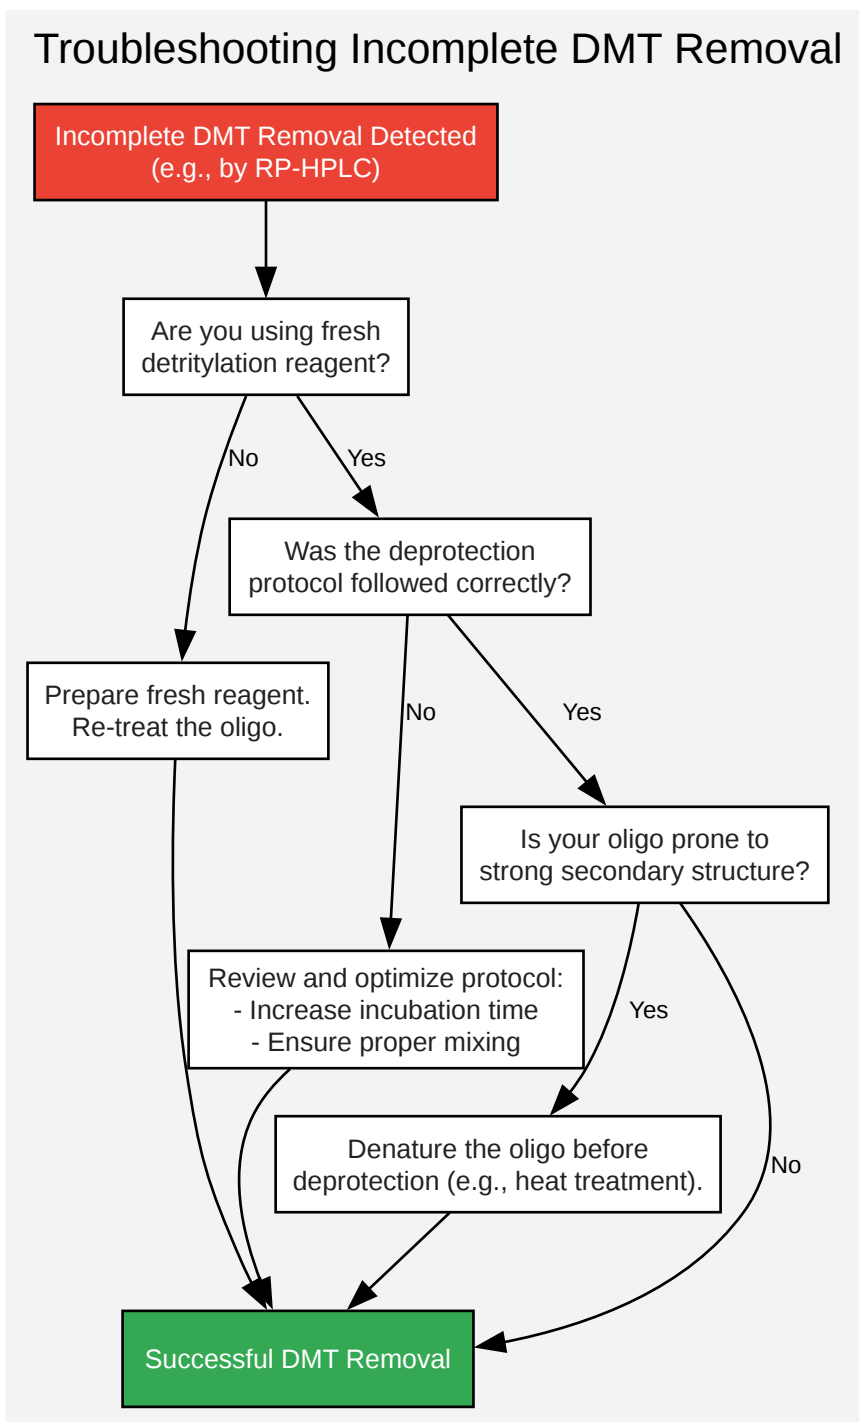 Troubleshooting Incomplete DMT Removal
Incomplete DMT Removal Detected
(e.g., by RP-HPLC)
Are you using fresh
detritylation reagent?
No
Yes
Was the deprotection
protocol followed correctly?
Prepare fresh reagent.
Re-treat the oligo.
No
Yes
Is your oligo prone to
strong secondary structure?
Review and optimize protocol:
- Increase incubation time
- Ensure proper mixing
Yes
Denature the oligo before
deprotection (e.g., heat treatment).
No
Successful DMT Removal